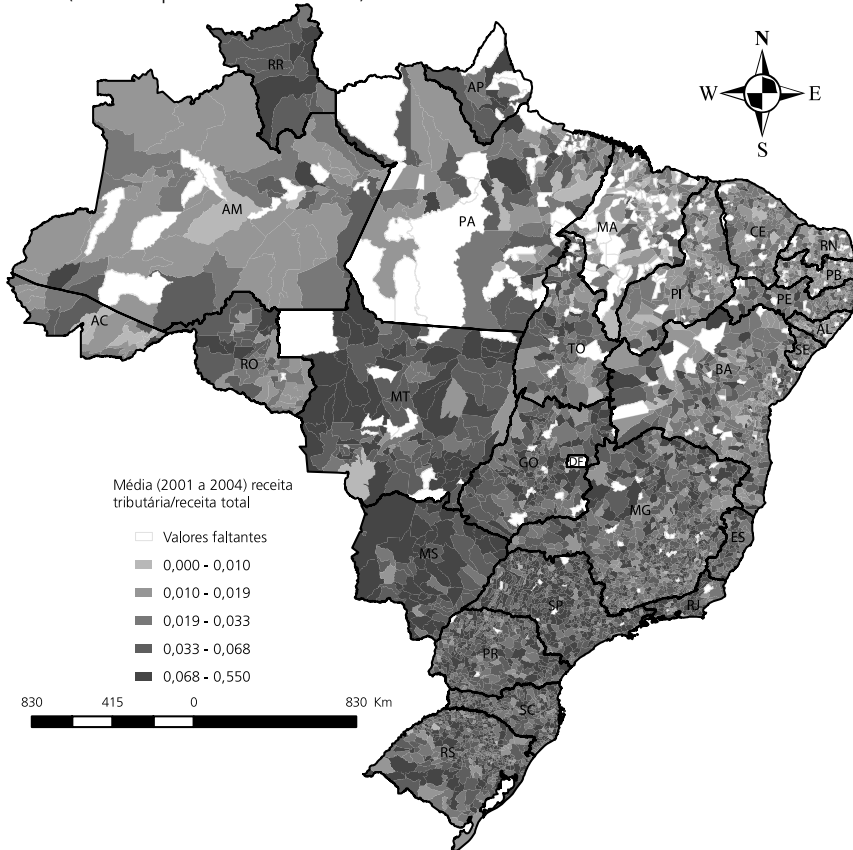 N
W E
S
RR
AP
AM
PA
MA
CE
RN
PB
PE
AL
SE
PI
AC
RO
TO
BA
MT
GO
DF
MG
ES
MS
SP
RJ
PR
SC
RS
Média (2001 a 2004) receita
tributária/receita total
Valores faltantes
0,000 - 0,010
0,010 - 0,019
0,019 - 0,033
0,033 - 0,068
0,068 - 0,550
830 415 0 830 Km